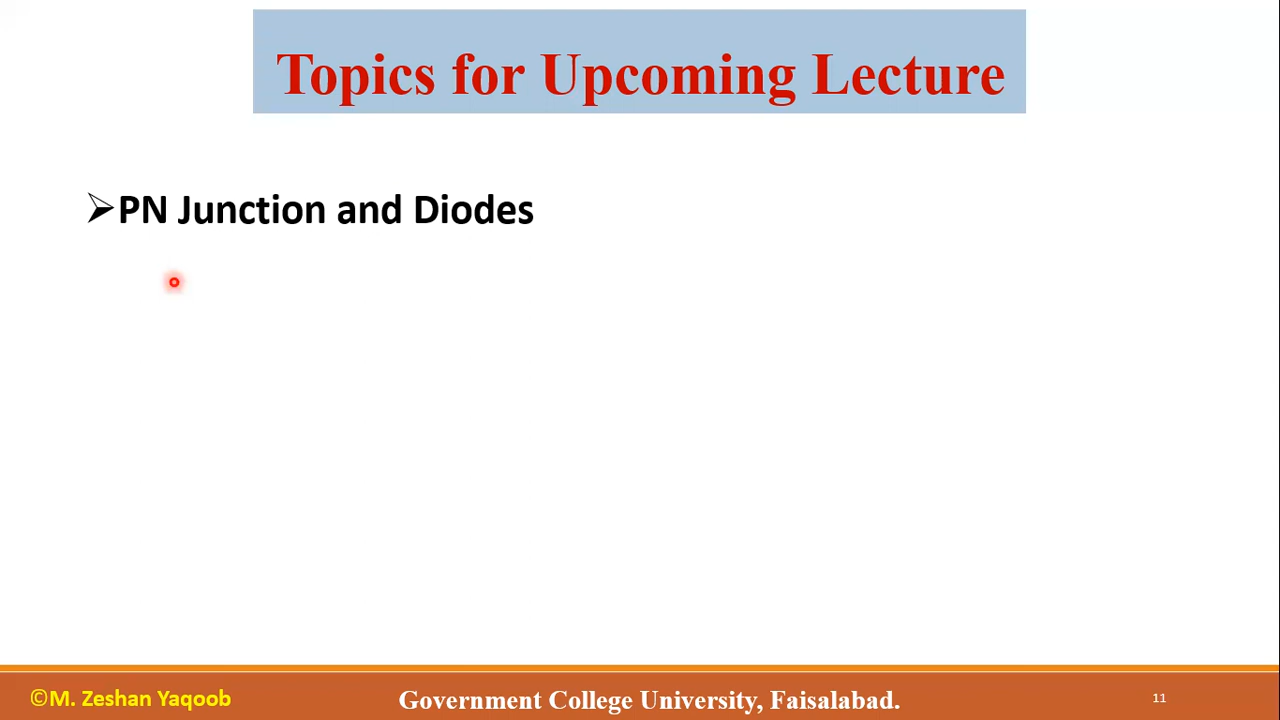 Topics for Upcoming Lecture
➢PN Junction and Diodes
©M. Zeshan Yaqoob
Government College University, Faisalabad.
11